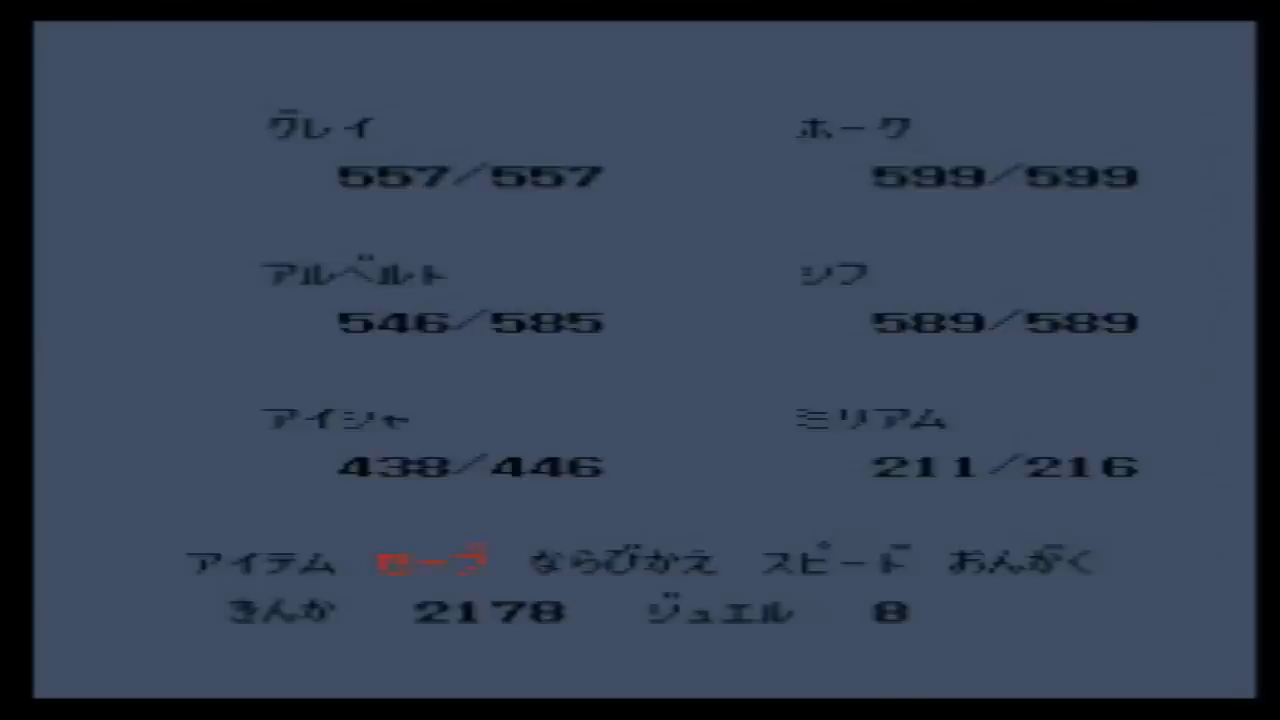 グレイ ホーク
557/557 599/599
アルベルト シフ
546/585 589/589
アイシャ ミリアム
438/446 211/216
アイテム セーブ ならびかえ スピード おんがく
きんか 2178 ジュエル 8